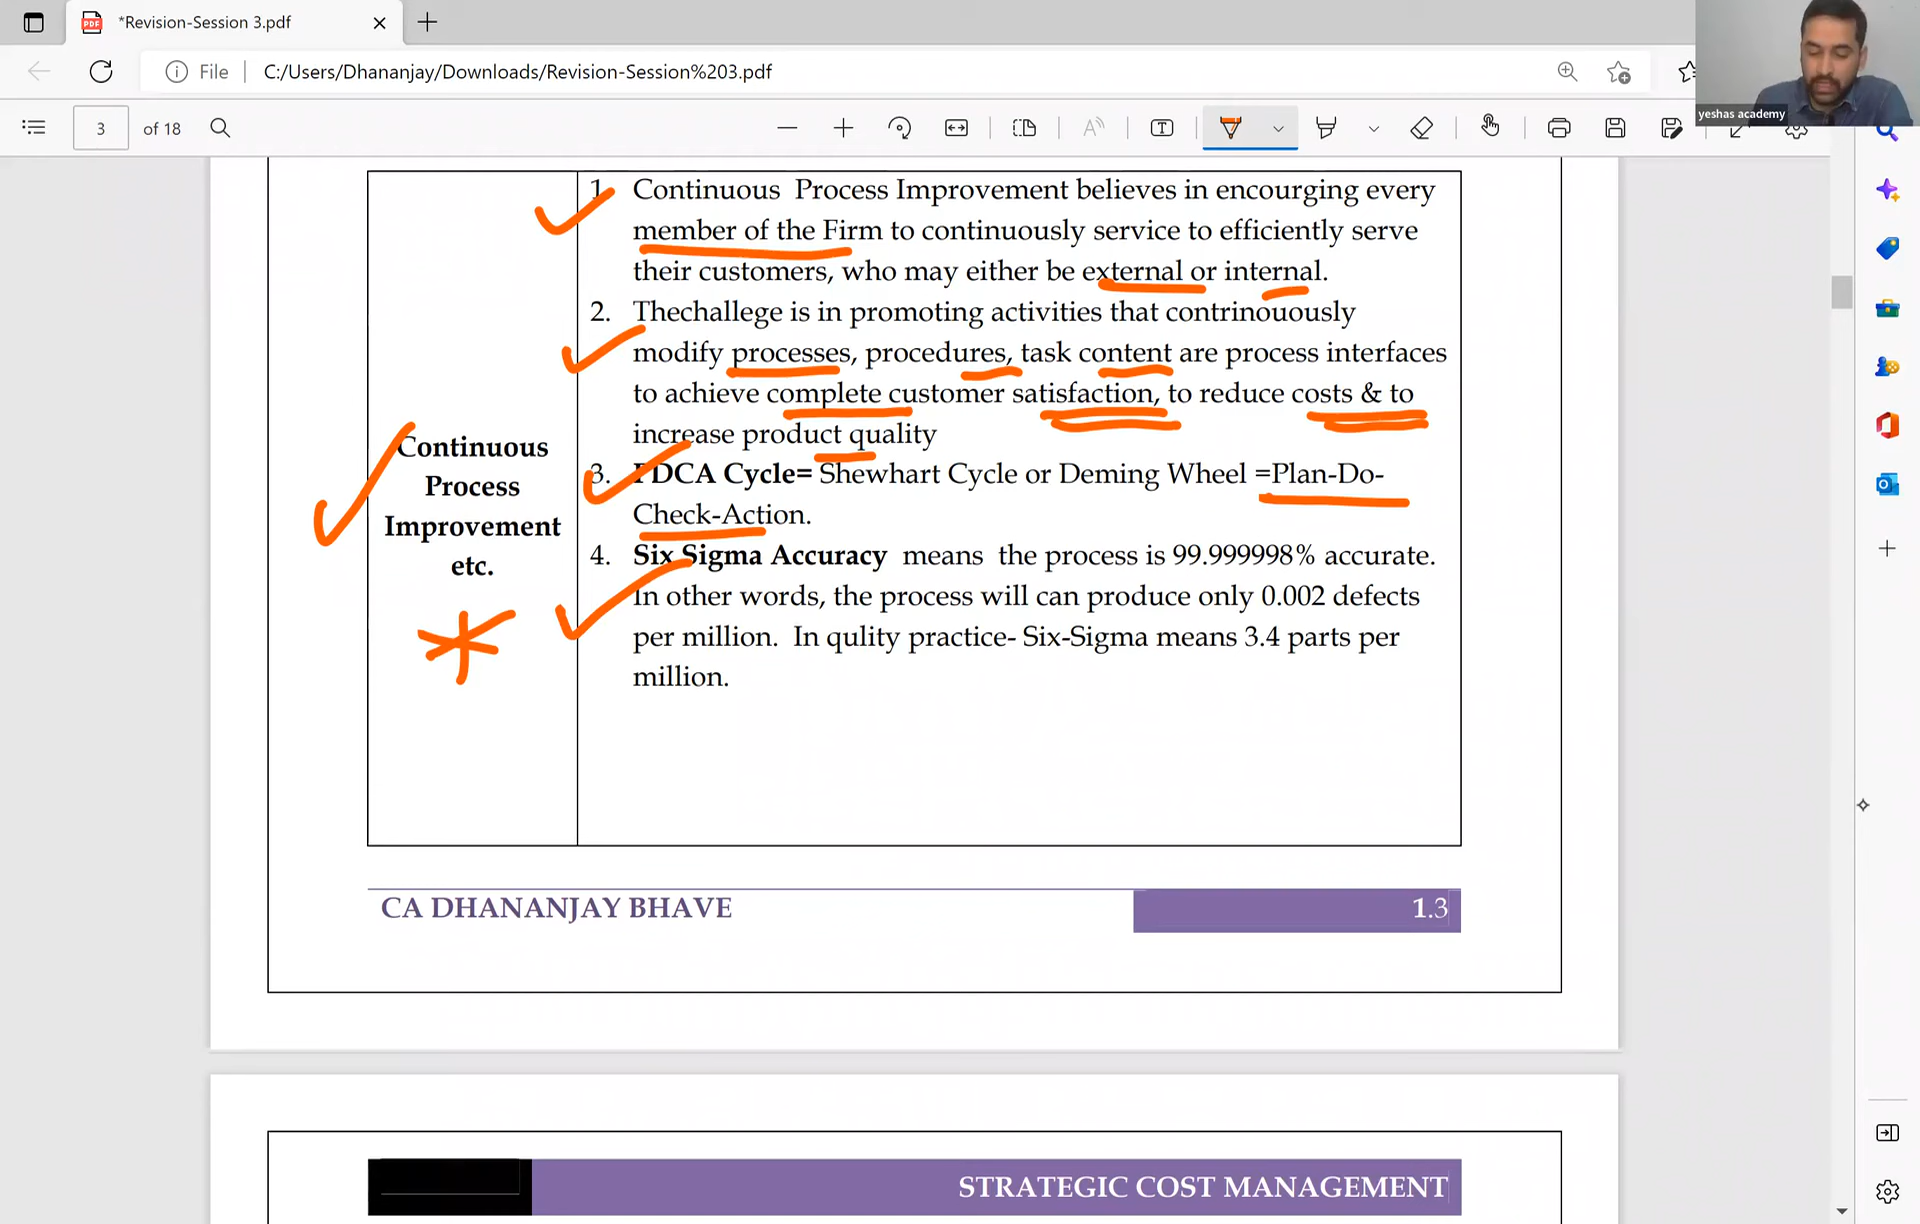 *Revision-Session 3.pdf
File
C:/Users/Dhananjay/Downloads/Revision-Session%203.pdf
yeshas academy
3 of 18
Continuous
Process
Improvement
etc.
1. Continuous Process Improvement believes in encourging every
member of the Firm to continuously service to efficiently serve
their customers, who may either be external or internal.
2. Thechallege is in promoting activities that contrinouously
modify processes, procedures, task content are process interfaces
to achieve complete customer satisfaction, to reduce costs & to
increase product quality
3. PDCA Cycle= Shewhart Cycle or Deming Wheel =Plan-Do-
Check-Action.
4. Six Sigma Accuracy means the process is 99.999998% accurate.
In other words, the process will can produce only 0.002 defects
per million. In qulity practice- Six-Sigma means 3.4 parts per
million.
CA DHANANJAY BHAVE
1.3
STRATEGIC COST MANAGEMENT